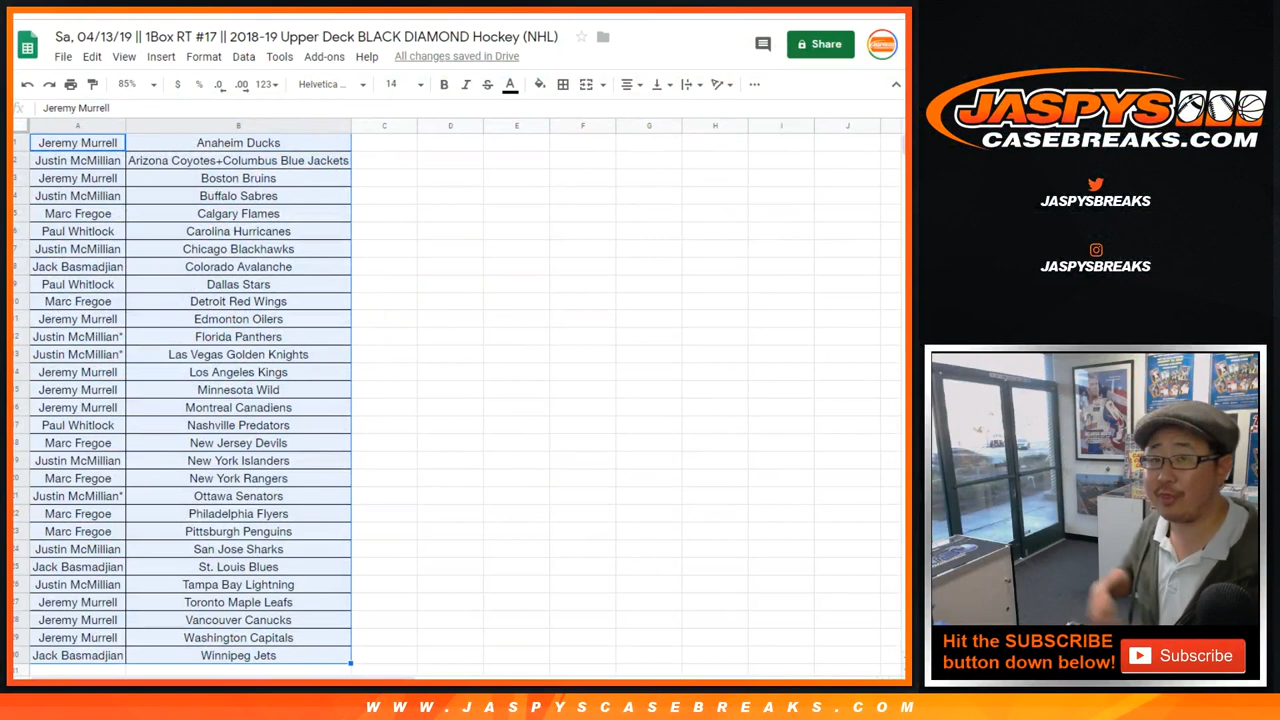 Sa, 04/13/19 || 1Box RT #17 || 2018-19 Upper Deck BLACK DIAMOND Hockey (NHL)
Share
File Edit View Insert Format Data Tools Add-ons Help All changes saved in Drive
85% $ % .0 .00 123 Helvetica ... 14 B I S A
fx Jeremy Murrell
A B C D E F G H I J
Jeremy Murrell Anaheim Ducks
Justin McMillian Arizona Coyotes+Columbus Blue Jackets
Jeremy Murrell Boston Bruins
Justin McMillian Buffalo Sabres
Marc Fregoe Calgary Flames
Paul Whitlock Carolina Hurricanes
Justin McMillian Chicago Blackhawks
Jack Basmadjian Colorado Avalanche
Paul Whitlock Dallas Stars
Marc Fregoe Detroit Red Wings
Jeremy Murrell Edmonton Oilers
Justin McMillian* Florida Panthers
Justin McMillian* Las Vegas Golden Knights
Jeremy Murrell Los Angeles Kings
Jeremy Murrell Minnesota Wild
Jeremy Murrell Montreal Canadiens
Paul Whitlock Nashville Predators
Marc Fregoe New Jersey Devils
Justin McMillian New York Islanders
Marc Fregoe New York Rangers
Justin McMillian* Ottawa Senators
Marc Fregoe Philadelphia Flyers
Marc Fregoe Pittsburgh Penguins
Justin McMillian San Jose Sharks
Jack Basmadjian St. Louis Blues
Justin McMillian Tampa Bay Lightning
Jeremy Murrell Toronto Maple Leafs
Jeremy Murrell Vancouver Canucks
Jeremy Murrell Washington Capitals
Jack Basmadjian Winnipeg Jets
JASPYS
CASEBREAKS.COM
JASPYSBREAKS
JASPYSBREAKS
Hit the SUBSCRIBE
button down below!
Subscribe
WWW.JASPYSCASEBREAKS.COM